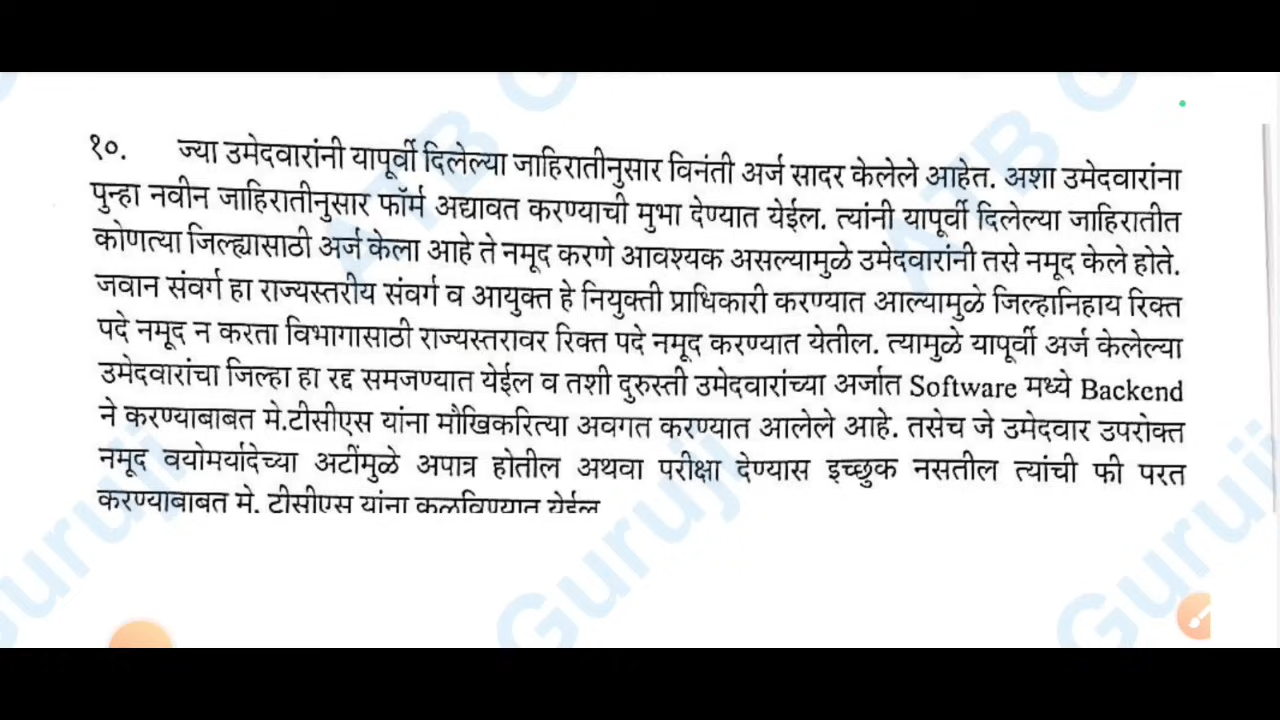 १०. ज्या उमेदवारांनी यापूर्वी दिलेल्या जाहिरातीनुसार विनंती अर्ज सादर केलेले आहेत. अशा उमेदवारांना
पुन्हा नवीन जाहिरातीनुसार फॉर्म अद्यावत करण्याची मुभा देण्यात येईल. त्यांनी यापूर्वी दिलेल्या जाहिरातीत
कोणत्या जिल्ह्यासाठी अर्ज केला आहे ते नमूद करणे आवश्यक असल्यामुळे उमेदवारांनी तसे नमूद केले होते.
जवान संवर्ग हा राज्यस्तरीय संवर्ग व आयुक्त हे नियुक्ती प्राधिकारी करण्यात आल्यामुळे जिल्हानिहाय रिक्त
पदे नमूद न करता विभागासाठी राज्यस्तरावर रिक्त पदे नमूद करण्यात येतील. त्यामुळे यापूर्वी अर्ज केलेल्या
उमेदवारांचा जिल्हा हा रद्द समजण्यात येईल व तशी दुरुस्ती उमेदवारांच्या अर्जात Software मध्ये Backend
ने करण्याबाबत मे.टीसीएस यांना मौखिकरित्या अवगत करण्यात आलेले आहे. तसेच जे उमेदवार उपरोक्त
नमूद वयोमर्यादेच्या अटींमुळे अपात्र होतील अथवा परीक्षा देण्यास इच्छुक नसतील त्यांची फी परत
करण्याबाबत मे. टीसीएस यांना कळविण्यात येईल
ATB Guruji